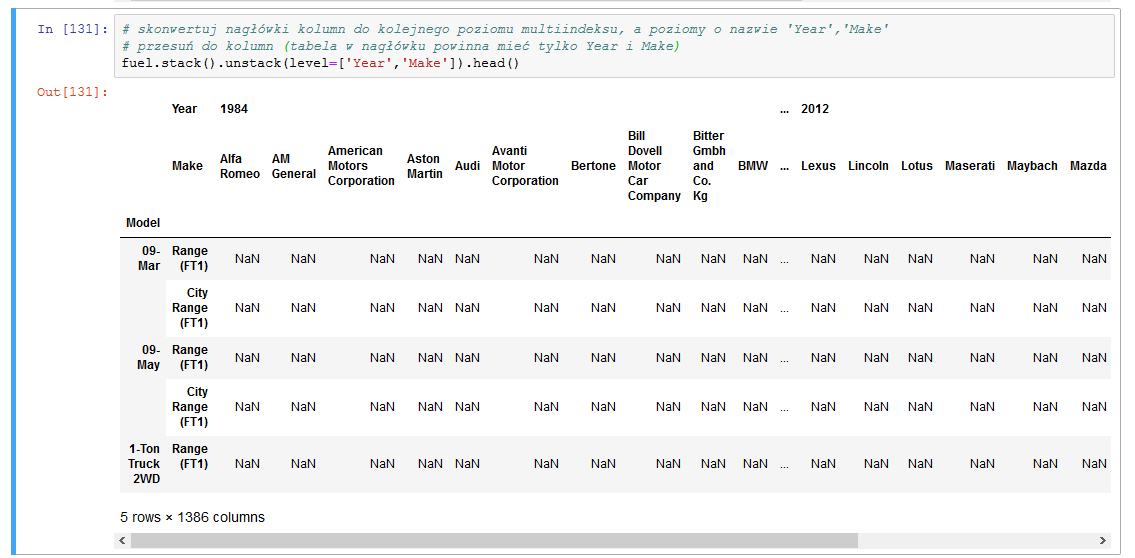 In [131]: # skonwertuj nagłówki kolumn do kolejnego poziomu multiindeksu, a poziomy o nazwie 'Year','Make'
# przesuń do kolumn (tabela w nagłówku powinna mieć tylko Year i Make)
fuel.stack().unstack(level=['Year','Make']).head()
Out[131]:
Year 1984 ... 2012
Make Alfa Romeo AM General American Motors Corporation Aston Martin Audi Avanti Motor Corporation Bertone Bill Dovell Motor Car Company Bitter Gmbh and Co. Kg BMW ... Lexus Lincoln Lotus Maserati Maybach Mazda
Model
09-Mar Range (FT1) NaN NaN NaN NaN NaN NaN NaN NaN NaN NaN ... NaN NaN NaN NaN NaN NaN
City Range (FT1) NaN NaN NaN NaN NaN NaN NaN NaN NaN NaN ... NaN NaN NaN NaN NaN NaN
09-May Range (FT1) NaN NaN NaN NaN NaN NaN NaN NaN NaN NaN ... NaN NaN NaN NaN NaN NaN
City Range (FT1) NaN NaN NaN NaN NaN NaN NaN NaN NaN NaN ... NaN NaN NaN NaN NaN NaN
1-Ton Truck 2WD Range (FT1) NaN NaN NaN NaN NaN NaN NaN NaN NaN NaN ... NaN NaN NaN NaN NaN NaN
5 rows × 1386 columns